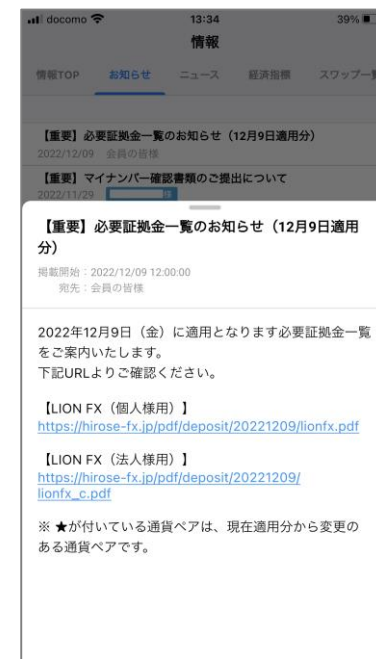 docomo 13:34 39%
情報
情報TOP お知らせ ニュース 経済指標 スワップ一覧
【重要】必要証拠金一覧のお知らせ（12月9日適用分）
2022/12/09 会員の皆様
【重要】マイナンバー確認書類のご提出について
2022/11/29 様
【重要】必要証拠金一覧のお知らせ（12月9日適用
分）
掲載開始：2022/12/09 12:00:00
宛先：会員の皆様
2022年12月9日（金）に適用となります必要証拠金一覧
をご案内いたします。
下記URLよりご確認ください。
【LION FX（個人様用）】
https://hirose-fx.jp/pdf/deposit/20221209/lionfx.pdf
【LION FX（法人様用）】
https://hirose-fx.jp/pdf/deposit/20221209/
lionfx_c.pdf
※ ★が付いている通貨ペアは、現在適用分から変更の
ある通貨ペアです。